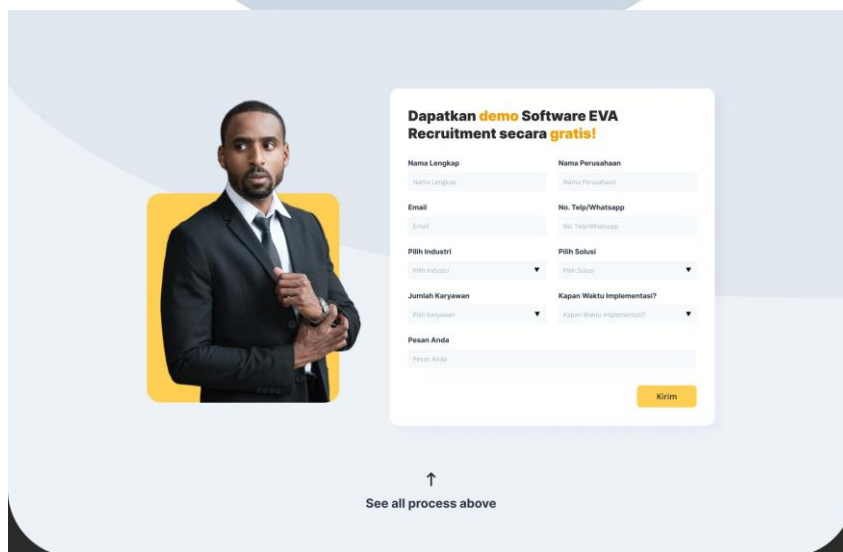 Dapatkan demo Software EVA
Recruitment secara gratis!
Nama Lengkap
Nama Perusahaan
Nama Lengkap
Nama Perusahaan
Email
No. Telp/Whatsapp
Email
No. Telp/Whatsapp
Pilih Industri
Pilih Solusi
Pilih Industri
Pilih Solusi
Jumlah Karyawan
Kapan Waktu Implementasi?
Pilih Karyawan
Kapan Waktu Implementasi?
Pesan Anda
Pesan Anda
Kirim
See all process above